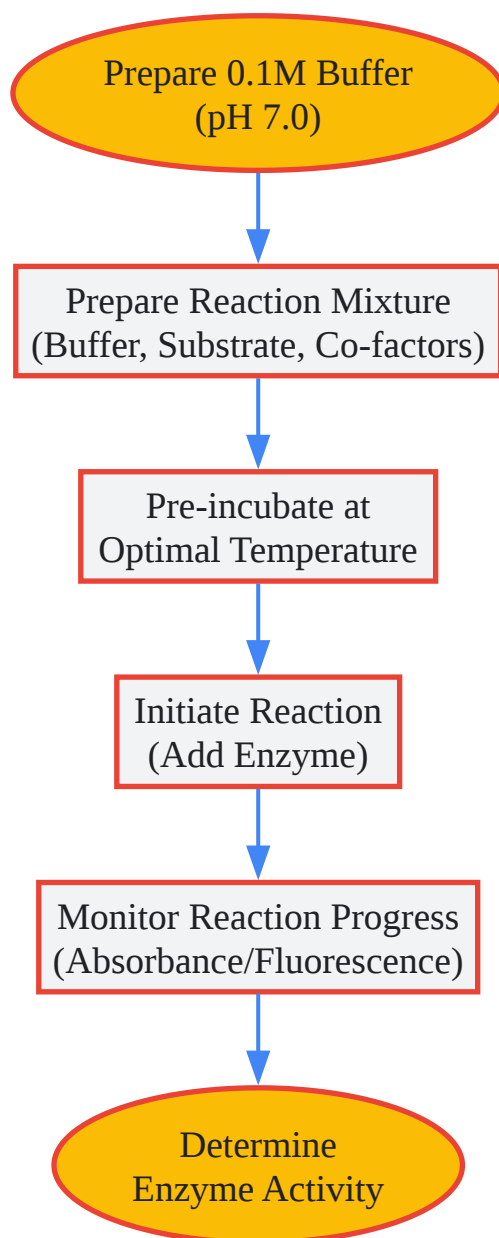 Prepare 0.1M Buffer
(pH 7.0)
Prepare Reaction Mixture
(Buffer, Substrate, Co-factors)
Pre-incubate at
Optimal Temperature
Initiate Reaction
(Add Enzyme)
Monitor Reaction Progress
(Absorbance/Fluorescence)
Determine
Enzyme Activity